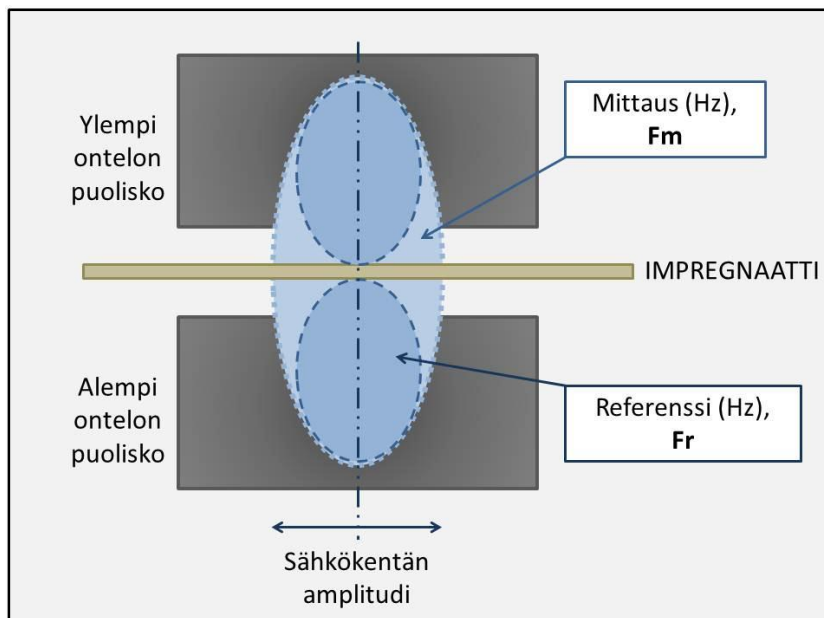 Ylempi
ontelon
puolisko
Mittaus (Hz),
Fm
IMPREGNAATTI
Alempi
ontelon
puolisko
Referenssi (Hz),
Fr
Sähkökentän
amplitudi